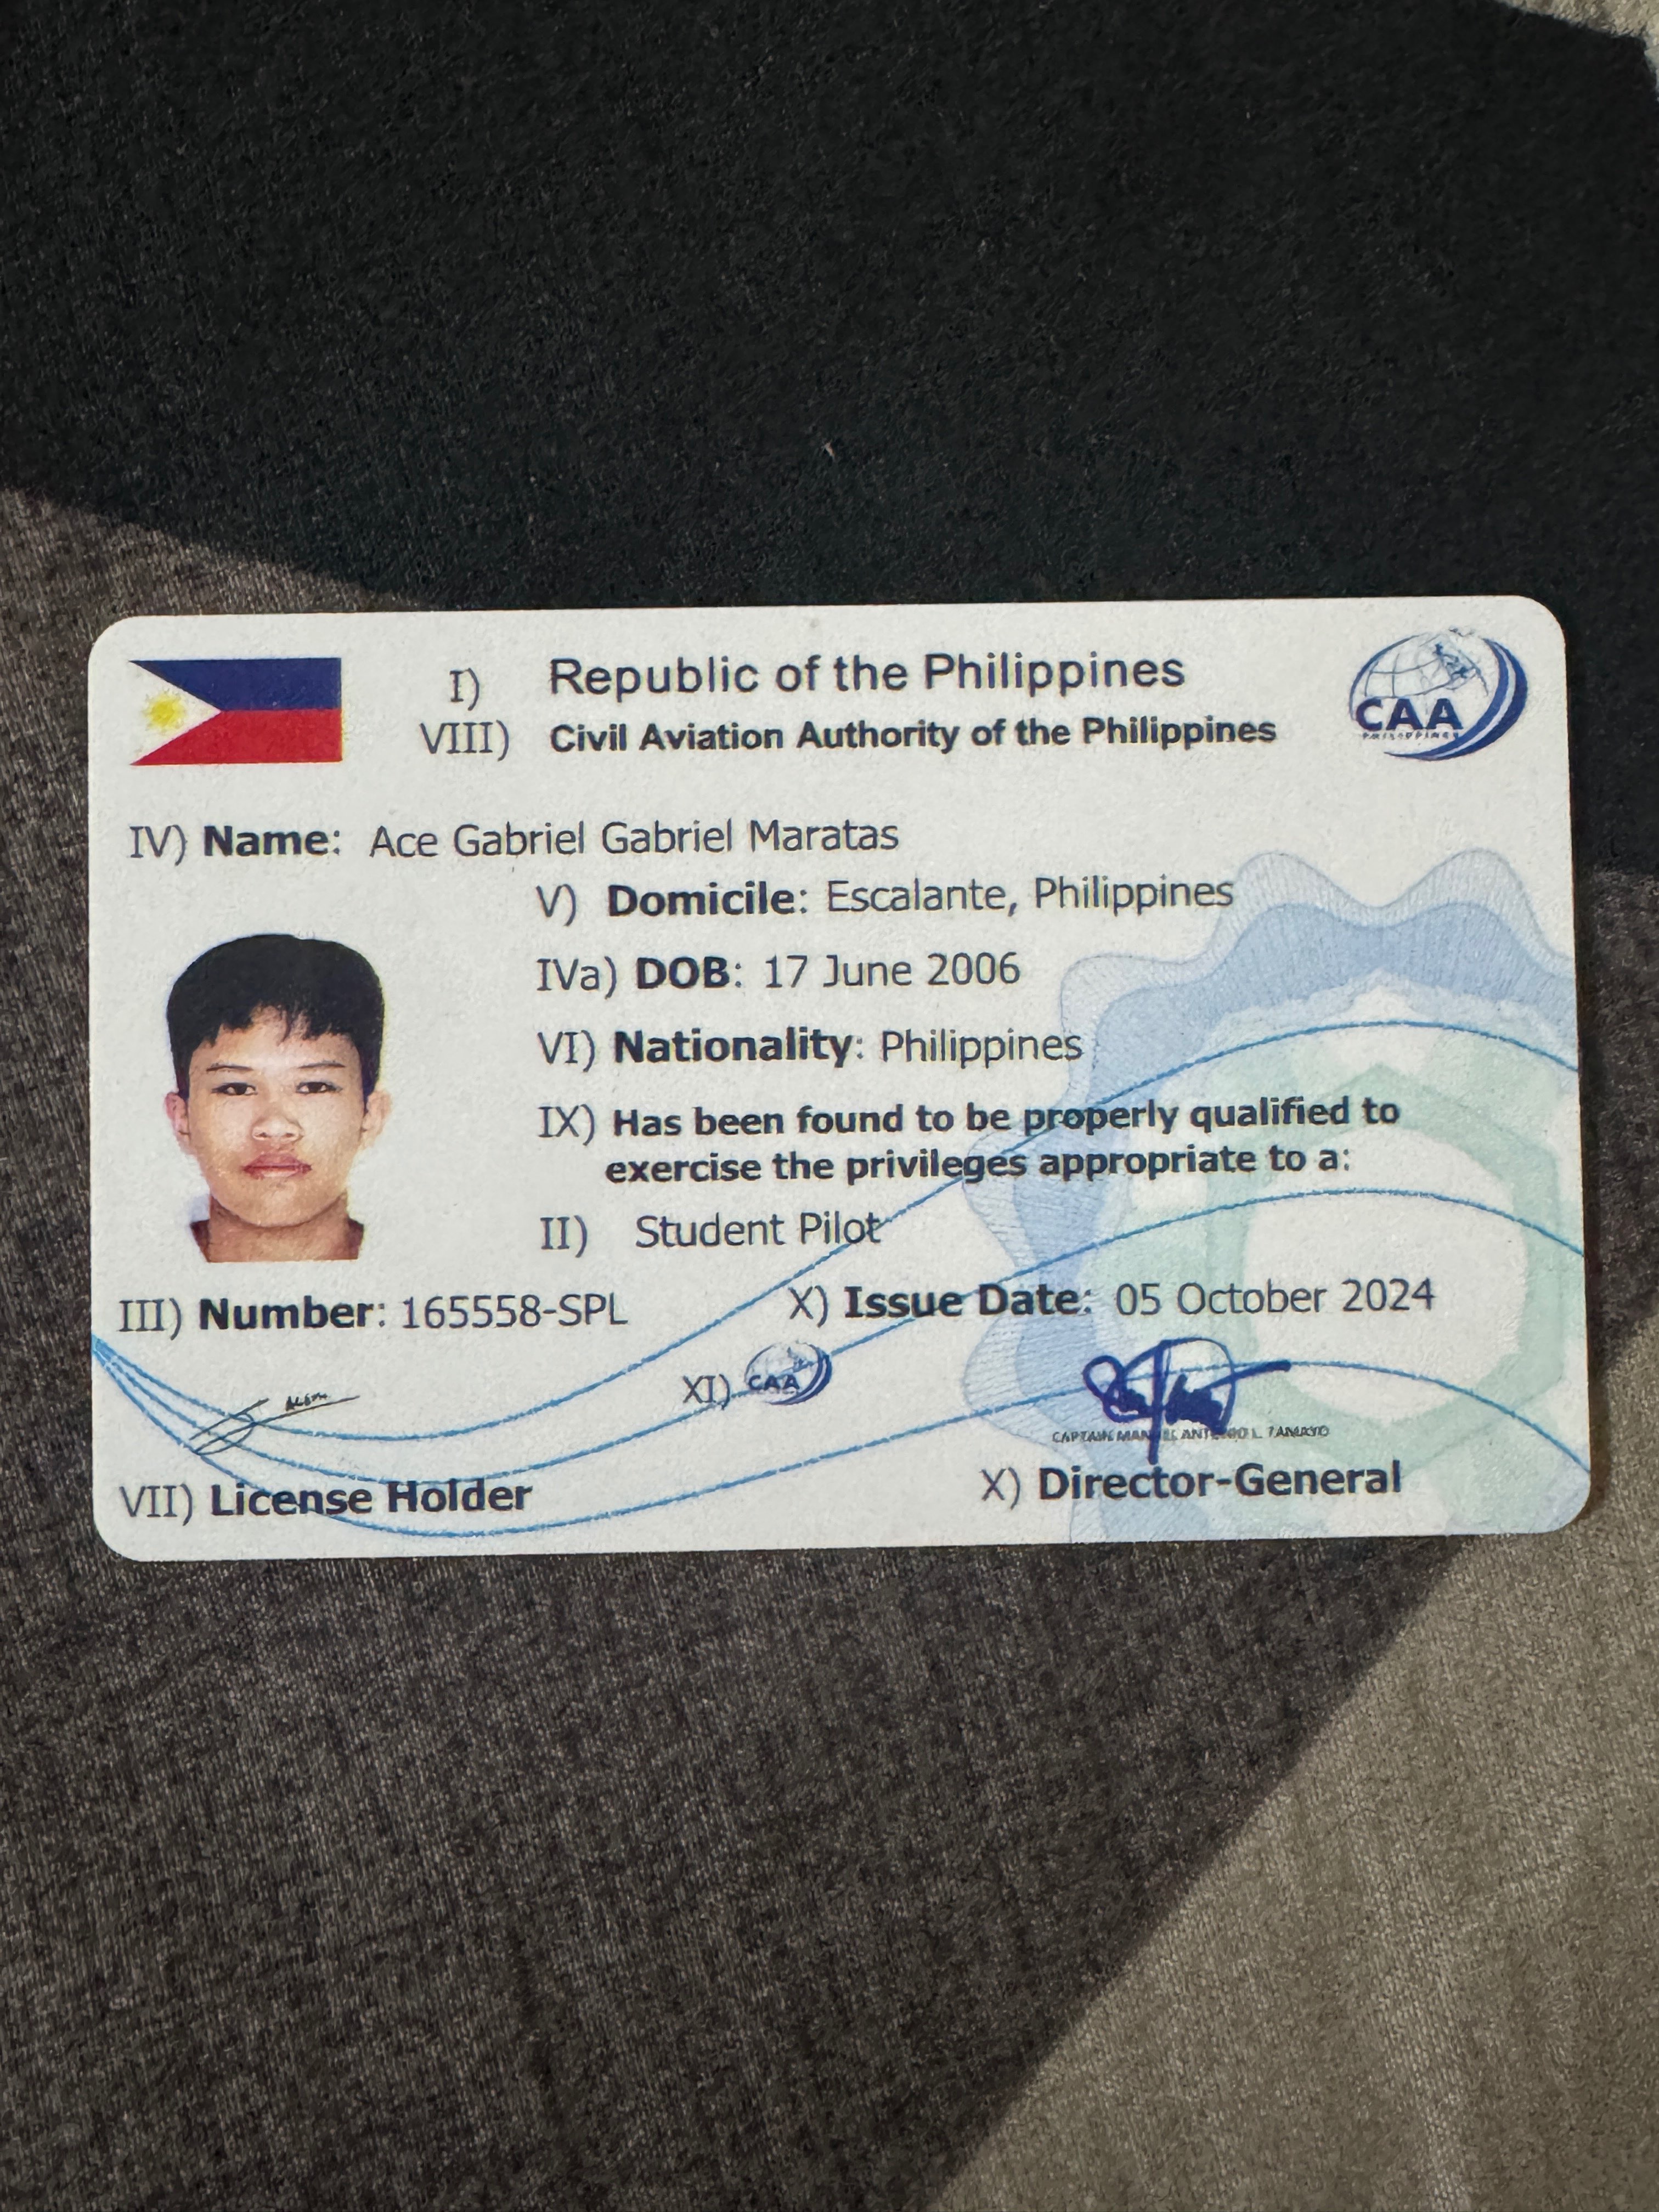 I) Republic of the Philippines
VIII) Civil Aviation Authority of the Philippines
CAA
PHILIPPINES
IV) Name: Ace Gabriel Gabriel Maratas
V) Domicile: Escalante, Philippines
IVa) DOB: 17 June 2006
VI) Nationality: Philippines
IX) Has been found to be properly qualified to
exercise the privileges appropriate to a:
II) Student Pilot
III) Number: 165558-SPL
X) Issue Date: 05 October 2024
XI) CAA
CAPTAIN MANUEL ANTONIO L. TAMAYO
VII) License Holder
X) Director-General